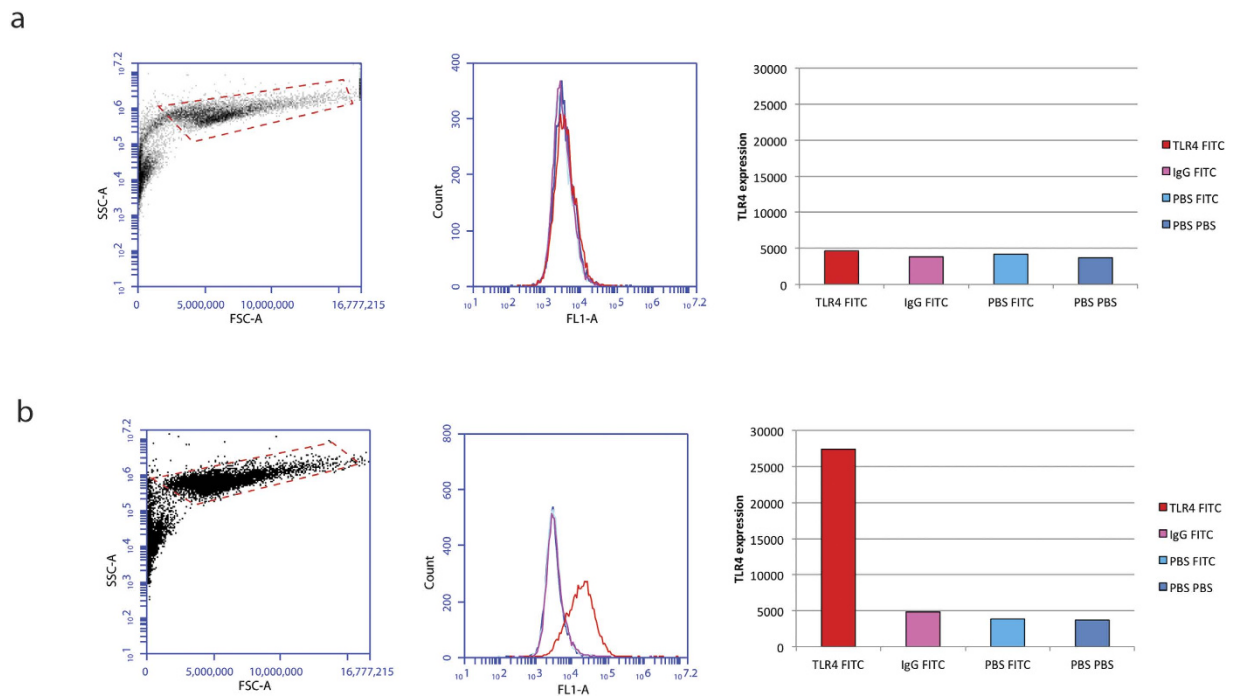 a
10 7.2
10 6
10 5
10 4
10 3
10 2
10 1
SSC-A
0 5,000,000 10,000,000 16,777,215
FSC-A
400
300
200
100
0
Count
10 1 10 2 10 3 10 4 10 5 10 6 10 7.2
FL1-A
30000
25000
20000
15000
10000
5000
0
TLR4 expression
TLR4 FITC IgG FITC PBS FITC PBS PBS
TLR4 FITC
IgG FITC
PBS FITC
PBS PBS
b
10 7.2
10 6
10 5
10 4
10 3
10 2
10 1
SSC-A
0 5,000,000 10,000,000 16,777,215
FSC-A
800
600
400
200
0
Count
10 1 10 2 10 3 10 4 10 5 10 6 10 7.2
FL1-A
30000
25000
20000
15000
10000
5000
0
TLR4 expression
TLR4 FITC IgG FITC PBS FITC PBS PBS
TLR4 FITC
IgG FITC
PBS FITC
PBS PBS